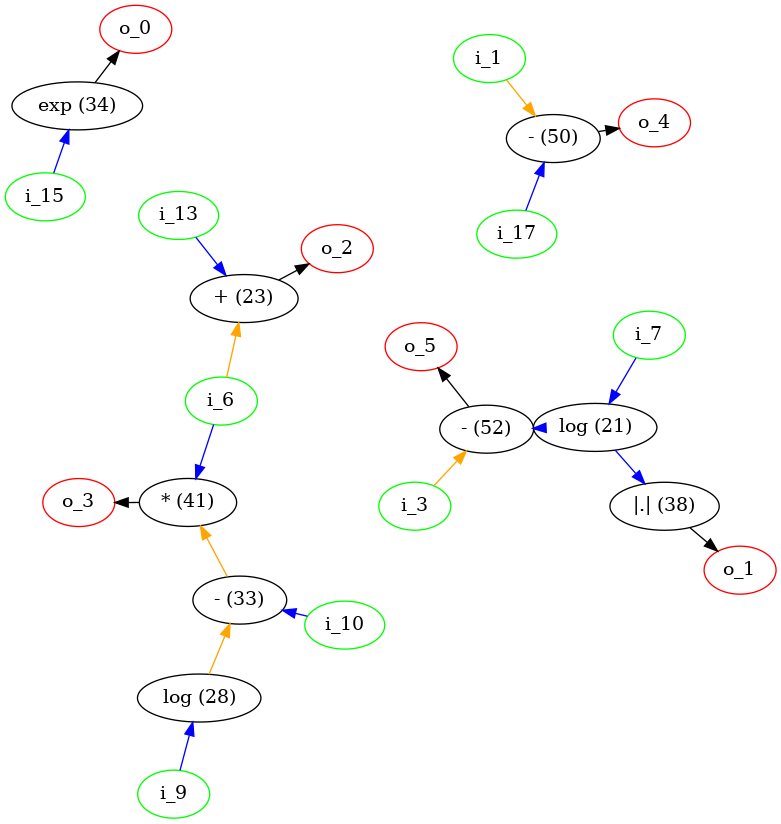 o_0
i_1
exp (34)
o_4
- (50)
i_15
i_13
i_17
o_2
+ (23)
i_7
o_5
i_6
log (21)
- (52)
* (41)
o_3
i_3
|.| (38)
o_1
- (33)
i_10
log (28)
i_9